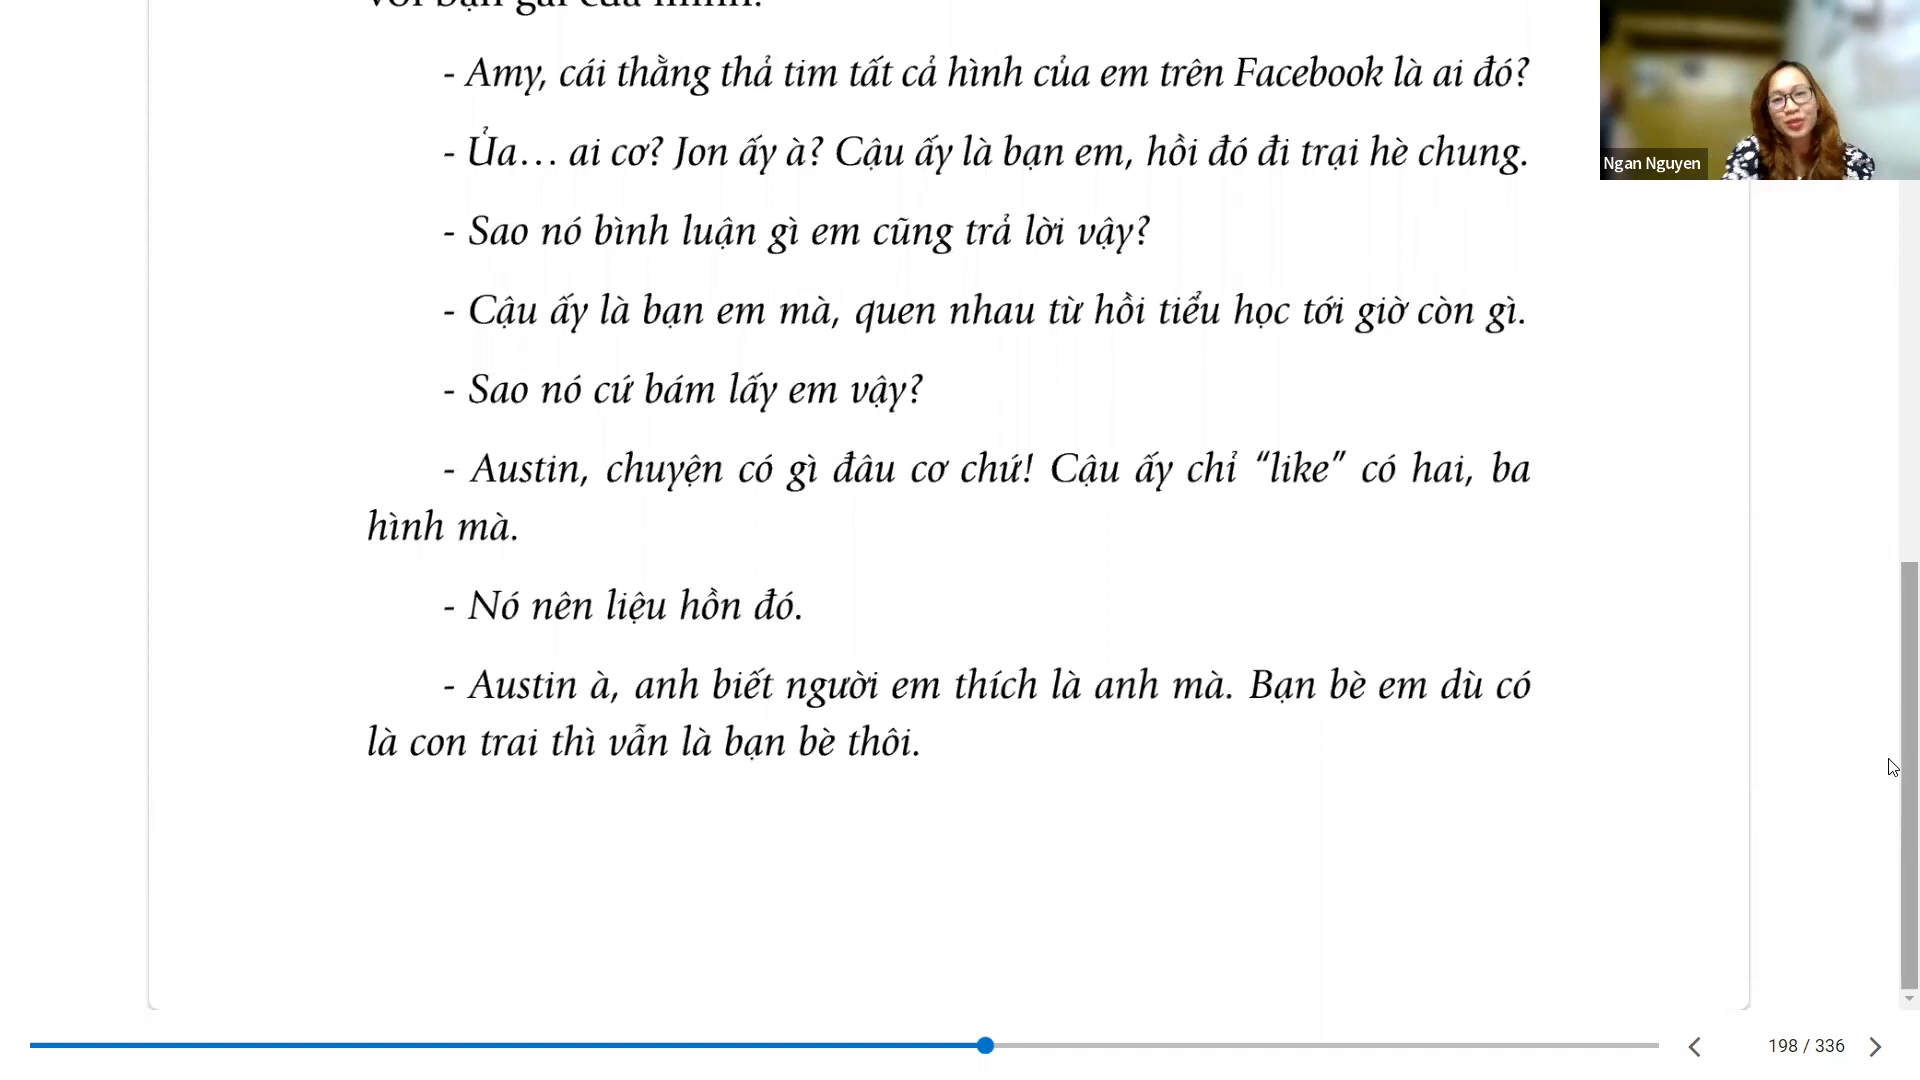 với bạn gái của mình:
- Amy, cái thằng thả tim tất cả hình của em trên Facebook là ai đó?
- Ủa… ai cơ? Jon ấy à? Cậu ấy là bạn em, hồi đó đi trại hè chung.
- Sao nó bình luận gì em cũng trả lời vậy?
- Cậu ấy là bạn em mà, quen nhau từ hồi tiểu học tới giờ còn gì.
- Sao nó cứ bám lấy em vậy?
- Austin, chuyện có gì đâu cơ chứ! Cậu ấy chỉ “like” có hai, ba
hình mà.
- Nó nên liệu hồn đó.
- Austin à, anh biết người em thích là anh mà. Bạn bè em dù có
là con trai thì vẫn là bạn bè thôi.
Ngan Nguyen
198 / 336